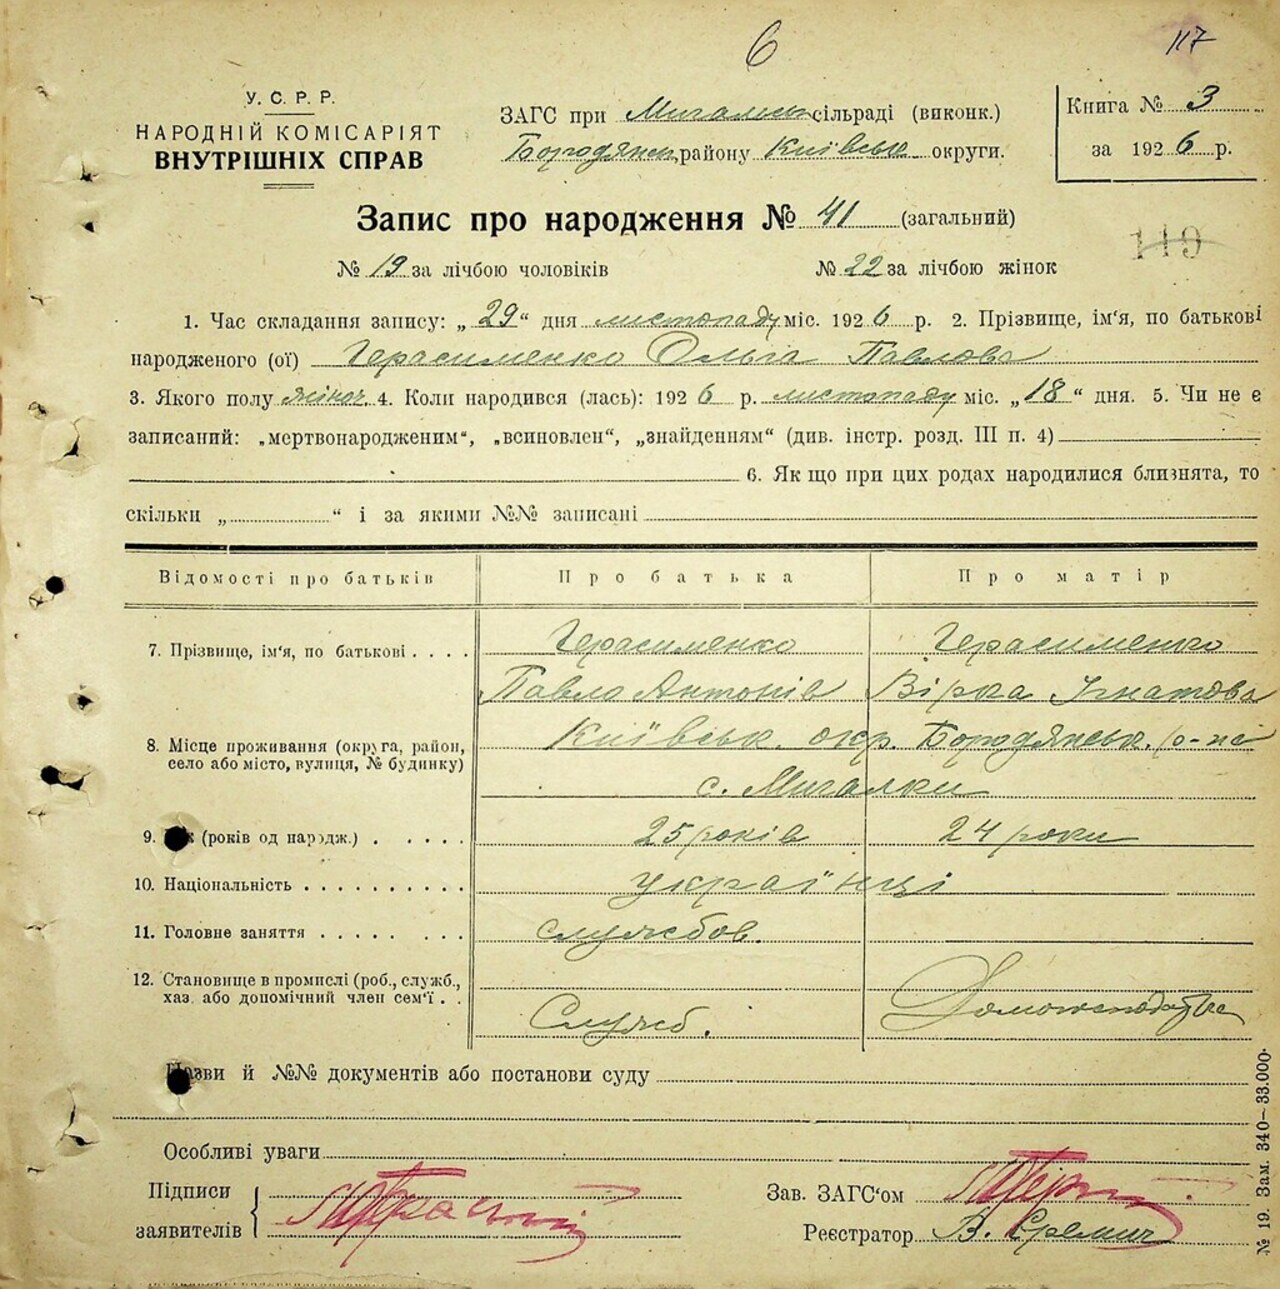 6
117
У. С. Р. Р.
НАРОДНІЙ КОМІСАРІЯТ
ВНУТРІШНІХ СПРАВ
ЗАГС при Мигальск сільраді (виконк.)
Бородянськ району Київськ округи.
Книга № 3
за 1926 р.
Запис про народження № 41 (загальний)
119
№ 19 за лічбою чоловіків № 22 за лічбою жінок
1. Час складання запису: „29“ дня листопаду міс. 1926 р. 2. Прізвище, ім'я, по батькові
народженого (ої) Герасименко Ольга Павлова
3. Якого полу жіноч. 4. Коли народився (лась): 1926 р. листопаду міс. „18“ дня. 5. Чи не є
записаний: „мертвонародженим“, „всиновлен“, „знайденням“ (див. інстр. розд. III п. 4)
6. Як що при цих родах народилися близнята, то
скільки „ “ і за якими №№ записані
Відомості про батьків Про батька Про матір
7. Прізвище, ім'я, по батькові . . . . Герасименко Герасименко
Павло Антонів Вірка Ігнатова
8. Місце проживання (округа, район, село або місто, вулиця, № будинку) Київськ. окр. Бородянськ. р-на
с. Мигалки
9. (років од народж.) . . . . . 25 років 24 роки
10. Національність . . . . . . . . . . українці
11. Головне заняття . . . . . . . . службов.
12. Становище в промислі (роб., служб.,
хаз. або допомічний член сем'ї . . Служб. Домогосподарка
Назви й №№ документів або постанови суду
Особливі уваги
Підписи
заявителів
Зав. ЗАГС'ом
Реєстратор В.
№ 19. Зам. 340—33.000.